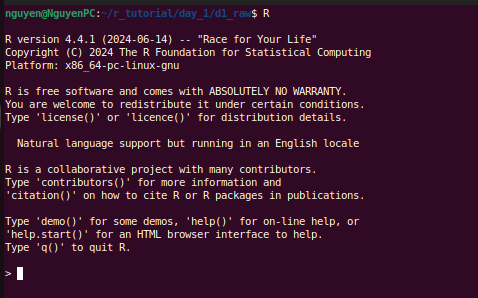 nguyen@NguyenPC:~/r_tutorial/day_1/d1_raw$ R
R version 4.4.1 (2024-06-14) -- "Race for Your Life"
Copyright (C) 2024 The R Foundation for Statistical Computing
Platform: x86_64-pc-linux-gnu
R is free software and comes with ABSOLUTELY NO WARRANTY.
You are welcome to redistribute it under certain conditions.
Type 'license()' or 'licence()' for distribution details.
Natural language support but running in an English locale
R is a collaborative project with many contributors.
Type 'contributors()' for more information and
'citation()' on how to cite R or R packages in publications.
Type 'demo()' for some demos, 'help()' for on-line help, or
'help.start()' for an HTML browser interface to help.
Type 'q()' to quit R.
>